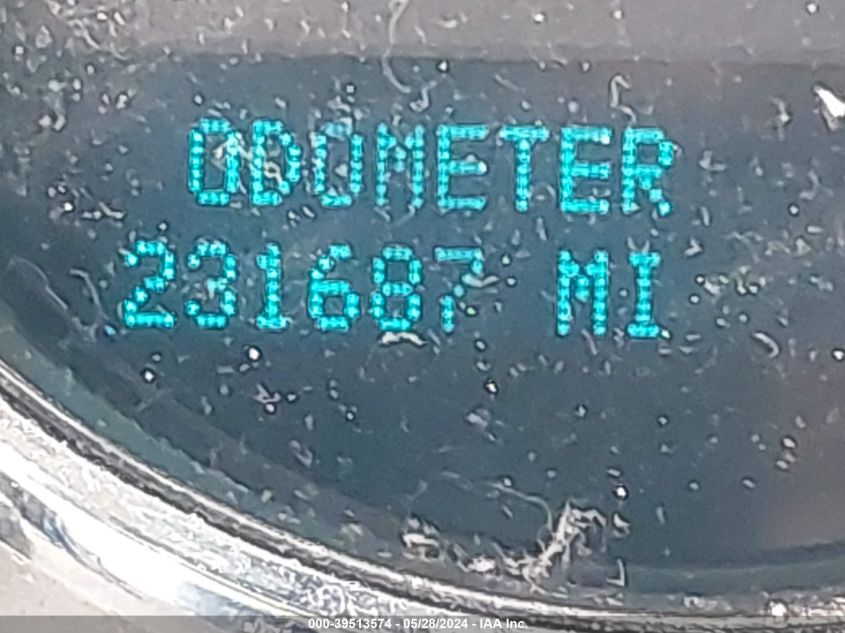 ODOMETER
231687 MI
000-39513574 - 05/28/2024 - IAA Inc.